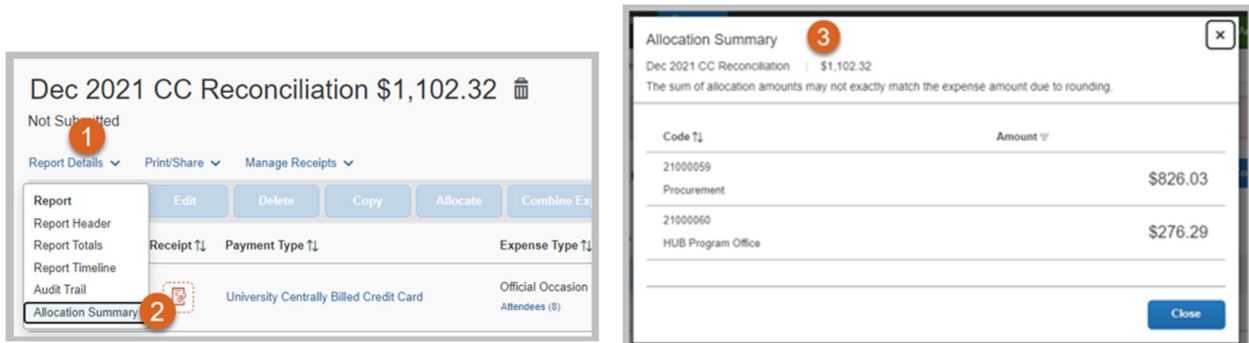 Dec 2021 CC Reconciliation $1,102.32
Not Submitted
1
Report Details Print/Share Manage Receipts
Report
Report Header
Report Totals
Report Timeline
Audit Trail
Allocation Summary
2
Edit Delete Copy Allocate Combine
Receipt Payment Type Expense Type
University Centrally Billed Credit Card
Official Occasion
Attendees (8)
Allocation Summary 3
×
Dec 2021 CC Reconciliation | $1,102.32
The sum of allocation amounts may not exactly match the expense amount due to rounding.
Code Amount
21000059
Procurement
$826.03
21000060
HUB Program Office
$276.29
Close